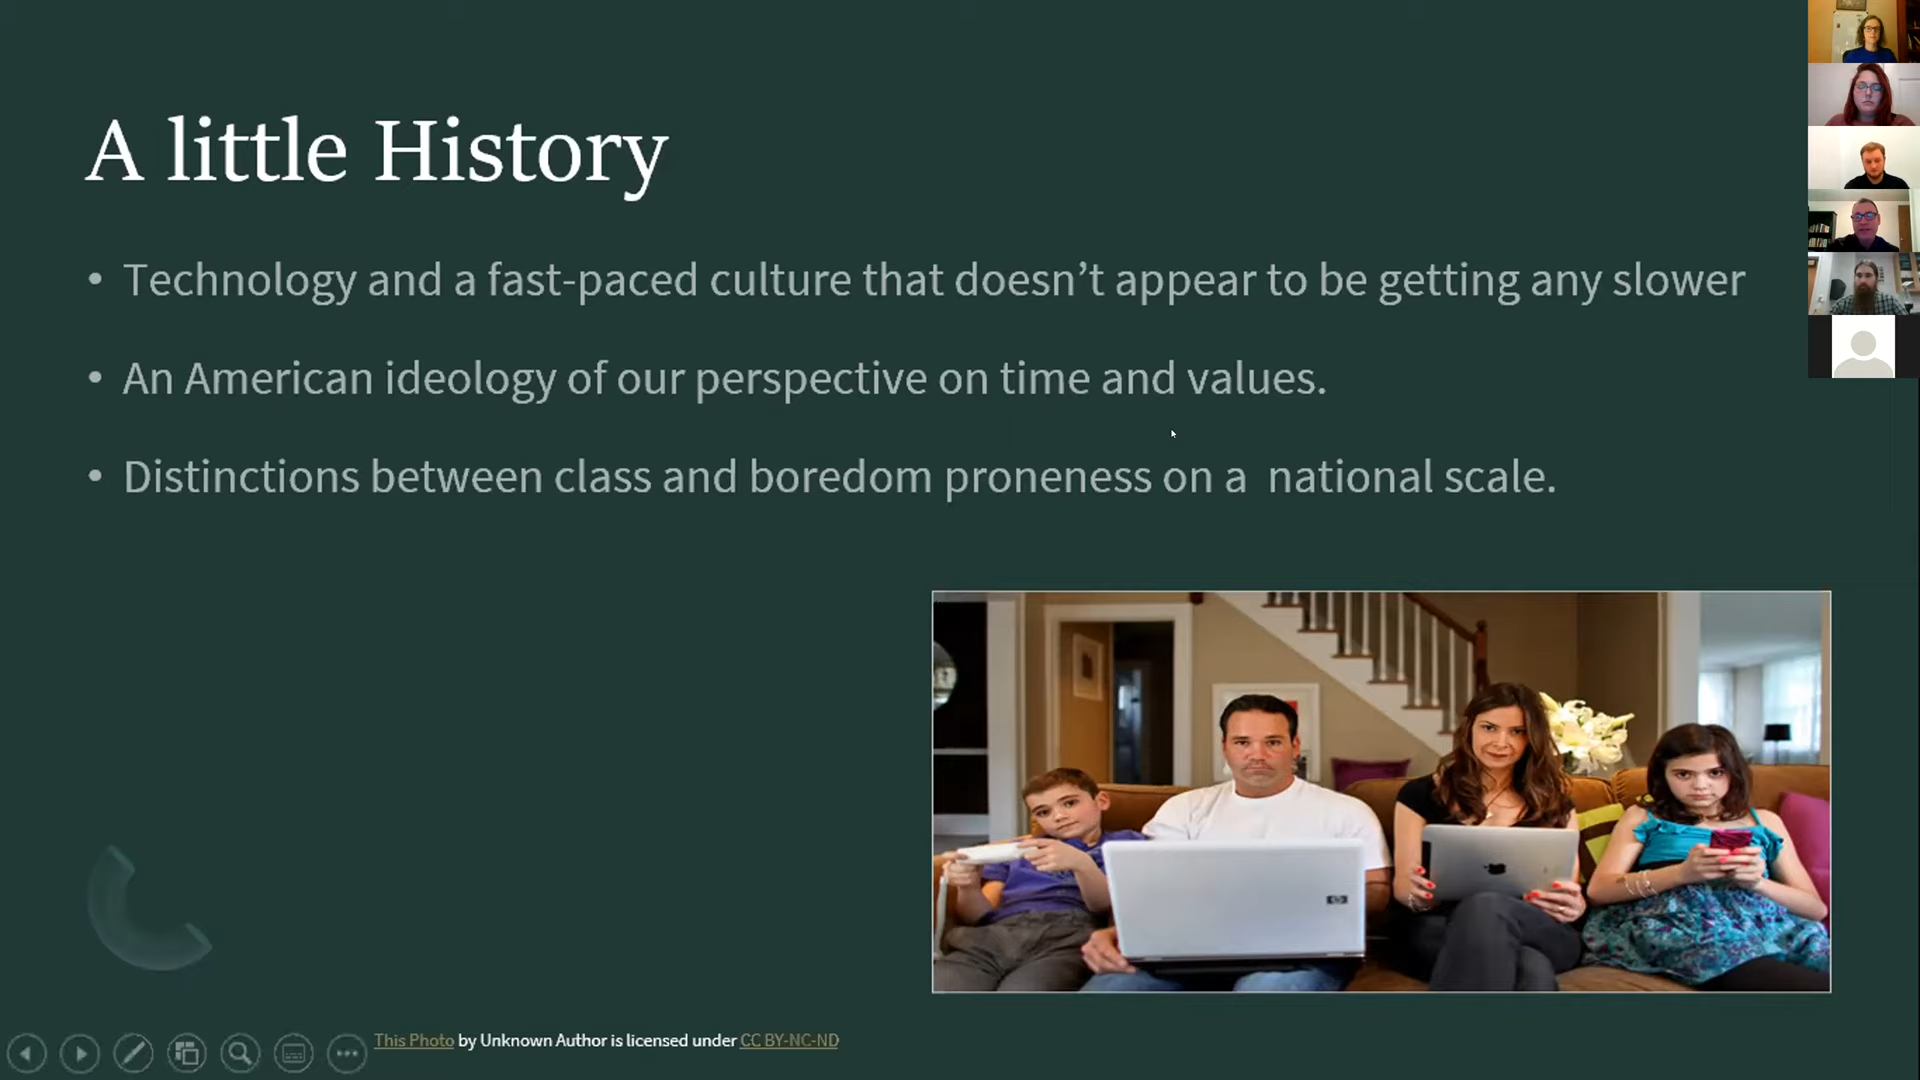 A little History
• Technology and a fast-paced culture that doesn’t appear to be getting any slower
• An American ideology of our perspective on time and values.
• Distinctions between class and boredom proneness on a  national scale.
This Photo by Unknown Author is licensed under CC BY-NC-ND